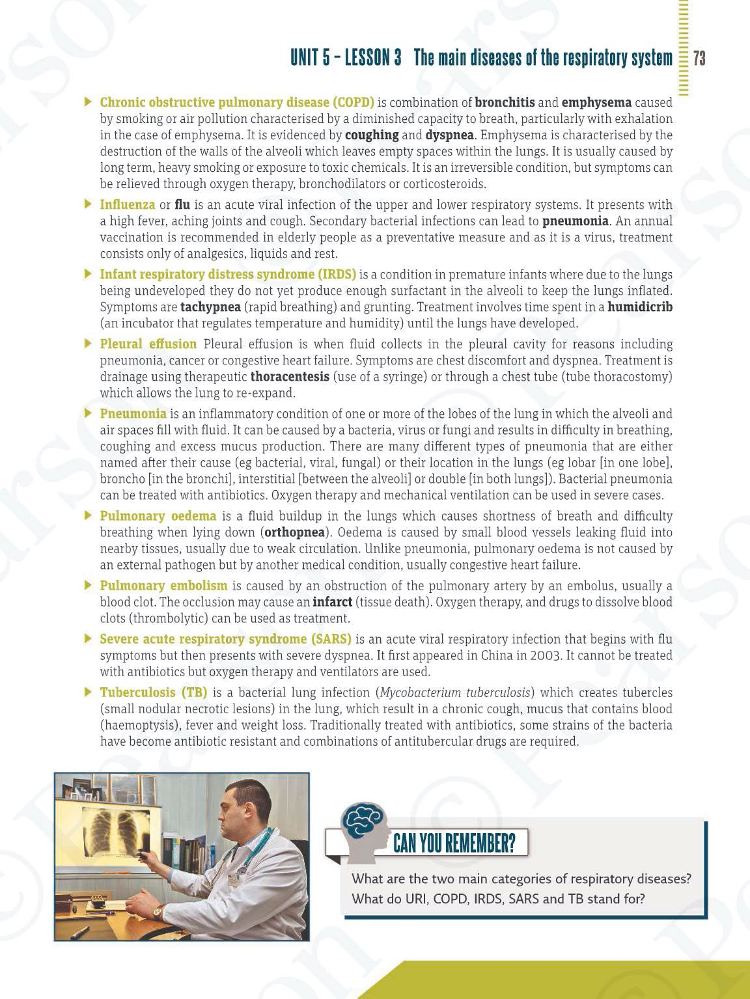 UNIT 5 – LESSON 3 The main diseases of the respiratory system 73
Chronic obstructive pulmonary disease (COPD) is combination of bronchitis and emphysema caused
by smoking or air pollution characterised by a diminished capacity to breath, particularly with exhalation
in the case of emphysema. It is evidenced by coughing and dyspnea. Emphysema is characterised by the
destruction of the walls of the alveoli which leaves empty spaces within the lungs. It is usually caused by
long term, heavy smoking or exposure to toxic chemicals. It is an irreversible condition, but symptoms can
be relieved through oxygen therapy, bronchodilators or corticosteroids.
Influenza or flu is an acute viral infection of the upper and lower respiratory systems. It presents with
a high fever, aching joints and cough. Secondary bacterial infections can lead to pneumonia. An annual
vaccination is recommended in elderly people as a preventative measure and as it is a virus, treatment
consists only of analgesics, liquids and rest.
Infant respiratory distress syndrome (IRDS) is a condition in premature infants where due to the lungs
being undeveloped they do not yet produce enough surfactant in the alveoli to keep the lungs inflated.
Symptoms are tachypnea (rapid breathing) and grunting. Treatment involves time spent in a humidicrib
(an incubator that regulates temperature and humidity) until the lungs have developed.
Pleural effusion Pleural effusion is when fluid collects in the pleural cavity for reasons including
pneumonia, cancer or congestive heart failure. Symptoms are chest discomfort and dyspnea. Treatment is
drainage using therapeutic thoracentesis (use of a syringe) or through a chest tube (tube thoracostomy)
which allows the lung to re-expand.
Pneumonia is an inflammatory condition of one or more of the lobes of the lung in which the alveoli and
air spaces fill with fluid. It can be caused by a bacteria, virus or fungi and results in difficulty in breathing,
coughing and excess mucus production. There are many different types of pneumonia that are either
named after their cause (eg bacterial, viral, fungal) or their location in the lungs (eg lobar [in one lobe],
broncho [in the bronchi], interstitial [between the alveoli] or double [in both lungs]). Bacterial pneumonia
can be treated with antibiotics. Oxygen therapy and mechanical ventilation can be used in severe cases.
Pulmonary oedema is a fluid buildup in the lungs which causes shortness of breath and difficulty
breathing when lying down (orthopnea). Oedema is caused by small blood vessels leaking fluid into
nearby tissues, usually due to weak circulation. Unlike pneumonia, pulmonary oedema is not caused by
an external pathogen but by another medical condition, usually congestive heart failure.
Pulmonary embolism is caused by an obstruction of the pulmonary artery by an embolus, usually a
blood clot. The occlusion may cause an infarct (tissue death). Oxygen therapy, and drugs to dissolve blood
clots (thrombolytic) can be used as treatment.
Severe acute respiratory syndrome (SARS) is an acute viral respiratory infection that begins with flu
symptoms but then presents with severe dyspnea. It first appeared in China in 2003. It cannot be treated
with antibiotics but oxygen therapy and ventilators are used.
Tuberculosis (TB) is a bacterial lung infection (Mycobacterium tuberculosis) which creates tubercles
(small nodular necrotic lesions) in the lung, which result in a chronic cough, mucus that contains blood
(haemoptysis), fever and weight loss. Traditionally treated with antibiotics, some strains of the bacteria
have become antibiotic resistant and combinations of antitubercular drugs are required.
CAN YOU REMEMBER?
What are the two main categories of respiratory diseases?
What do URI, COPD, IRDS, SARS and TB stand for?
© Pearson